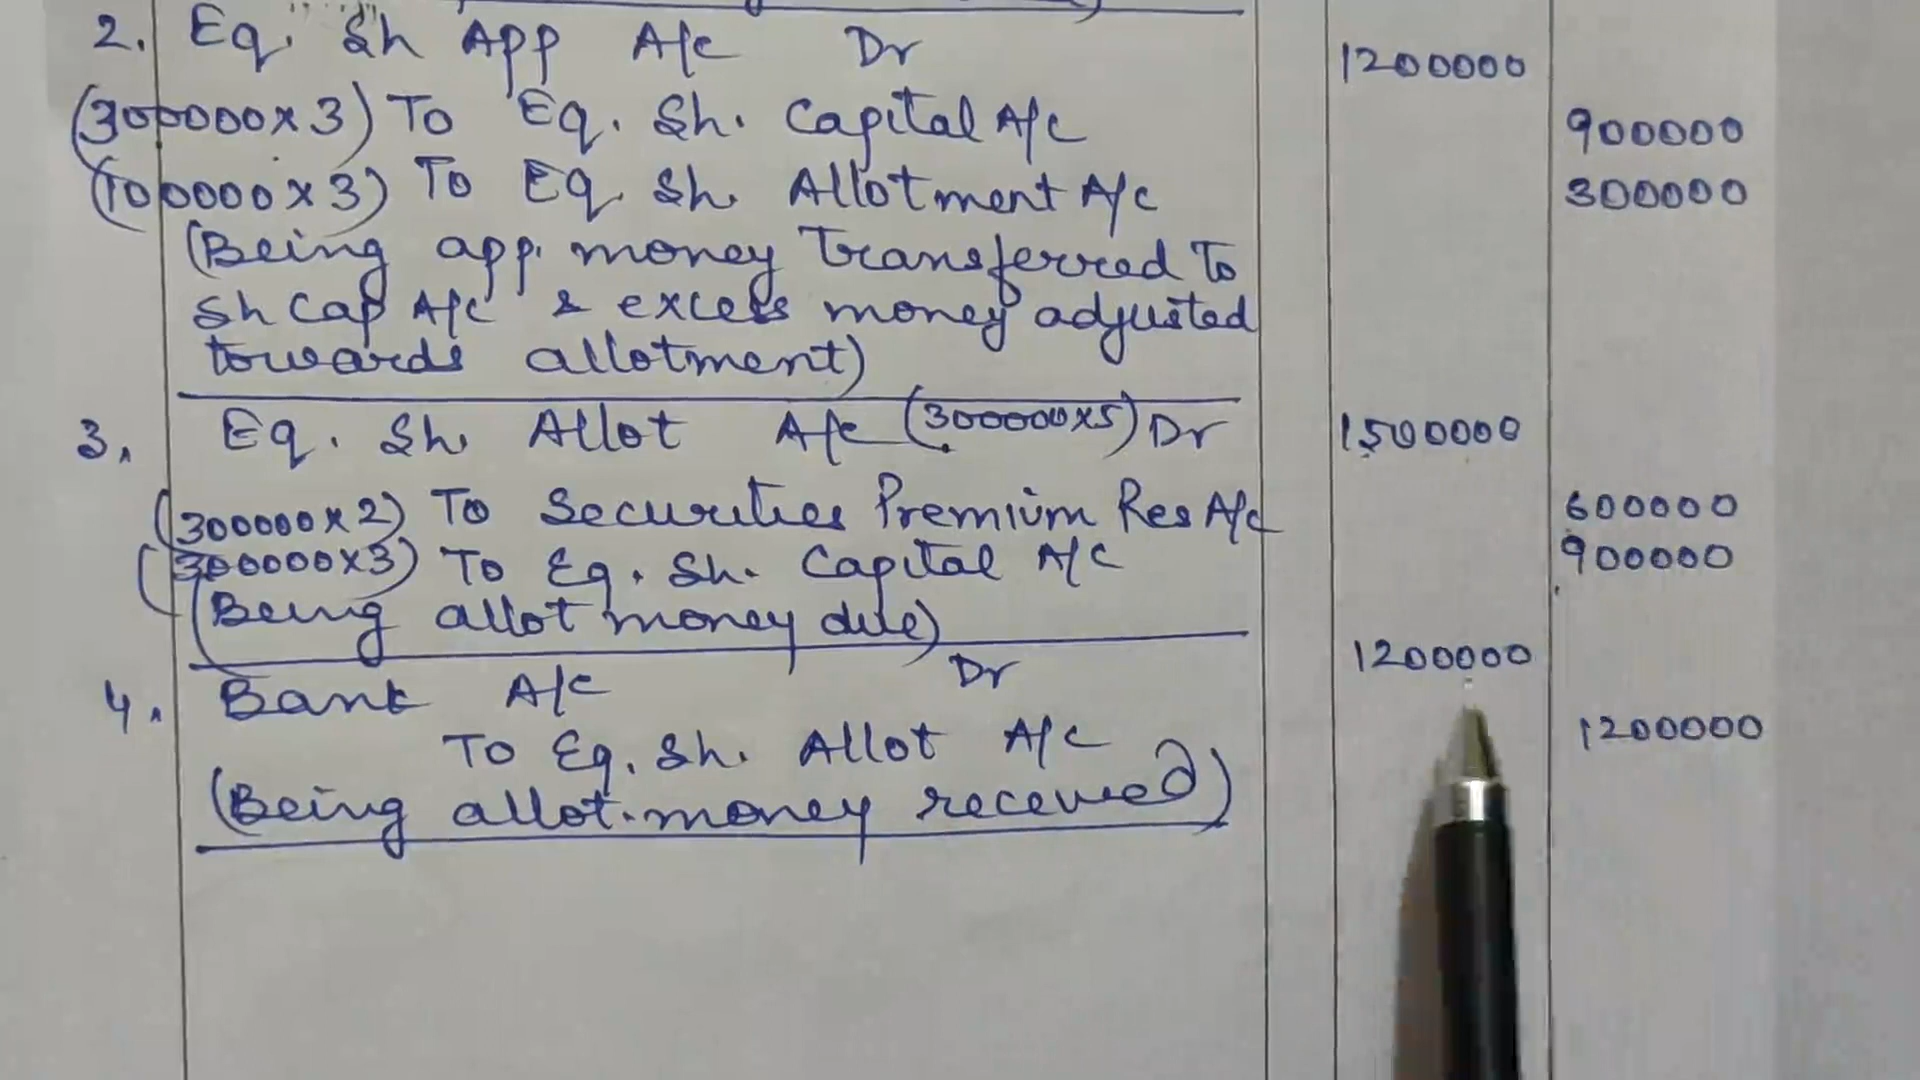 2. Eq. Sh App A/c Dr 1200000
(300000x3) To Eq. Sh. Capital A/c 900000
(100000x3) To Eq. Sh. Allotment A/c 300000
(Being app. money transferred to
Sh Cap A/c & excess money adjusted
towards allotment)
3. Eq. Sh Allot A/c (300000x5) Dr 1500000
(300000x2) To Securities Premium Res A/c 600000
(300000x3) To Eq. Sh. Capital A/c 900000
(Being allot money due)
4. Bank A/c Dr 1200000
To Eq. Sh. Allot A/c 1200000
(Being allot. money received)